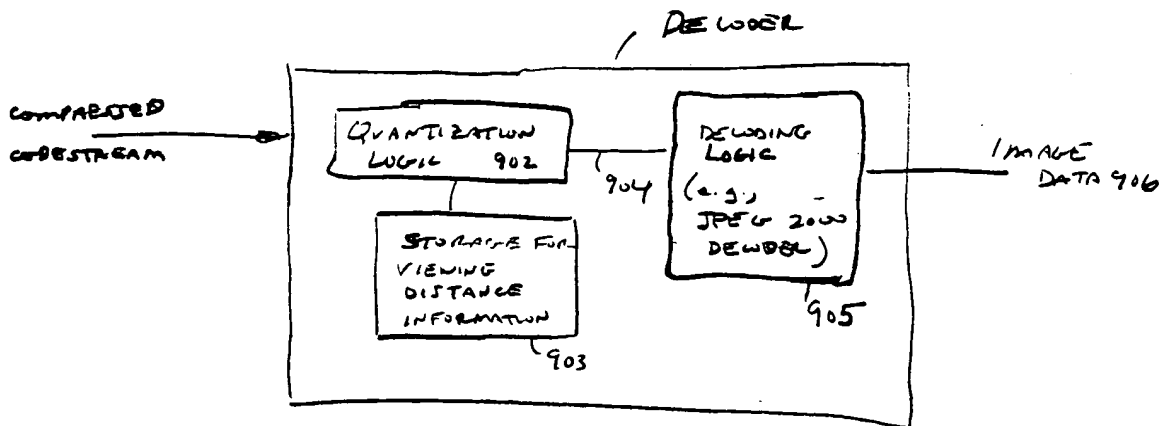 DECODER
COMPRESSED
CODESTREAM
QUANTIZATION
LOGIC 902
904
STORAGE FOR
VIEWING
DISTANCE
INFORMATION
903
DECODING
LOGIC
(e.g.,
JPEG 2000
DECODER)
905
IMAGE
DATA 906